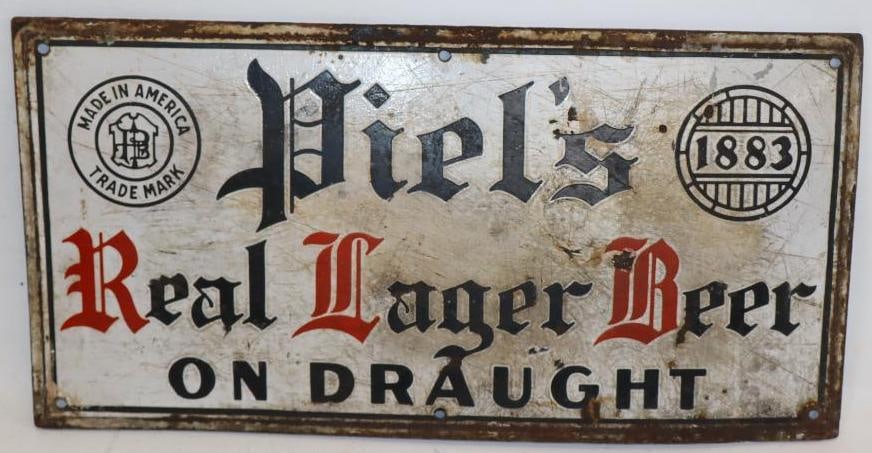 MADE IN AMERICA
TRADE MARK
Piel's
1883
Real Lager Beer
ON DRAUGHT